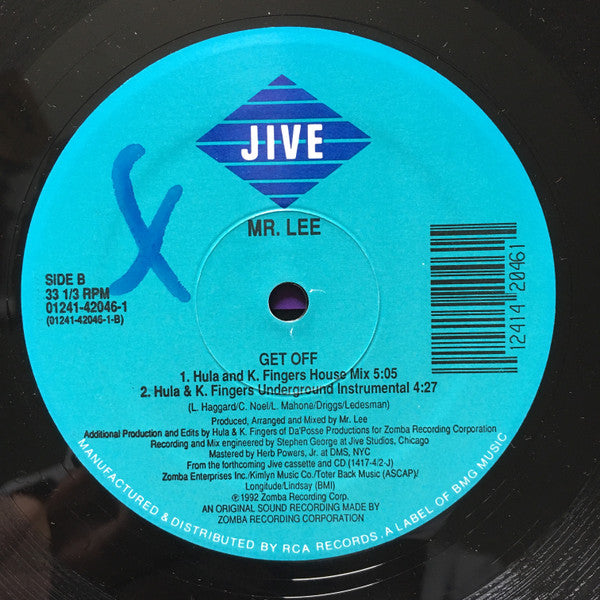 JIVE
MR. LEE
SIDE B
33 1/3 RPM
01241-42046-1
(01241-42046-1-B)
12414 20461
GET OFF
1. Hula and K. Fingers House Mix 5:05
2. Hula & K. Fingers Underground Instrumental 4:27
(L. Haggard/C. Noel/L. Mahone/Driggs/Ledesman)
Produced, Arranged and Mixed by Mr. Lee
Additional Production and Edits by Hula & K. Fingers of Da'Posse Productions for Zomba Recording Corporation
Recording and Mix engineered by Stephen George at Jive Studios, Chicago
Mastered by Herb Powers, Jr. at DMS, NYC
From the forthcoming Jive cassette and CD (1417-4/2-J)
Zomba Enterprises Inc./Kimlyn Music Co./Toter Back Music (ASCAP)/
Longitude/Lindsay (BMI)
℗ 1992 Zomba Recording Corp.
AN ORIGINAL SOUND RECORDING MADE BY
ZOMBA RECORDING CORPORATION
MANUFACTURED & DISTRIBUTED BY RCA RECORDS. A LABEL OF BMG MUSIC